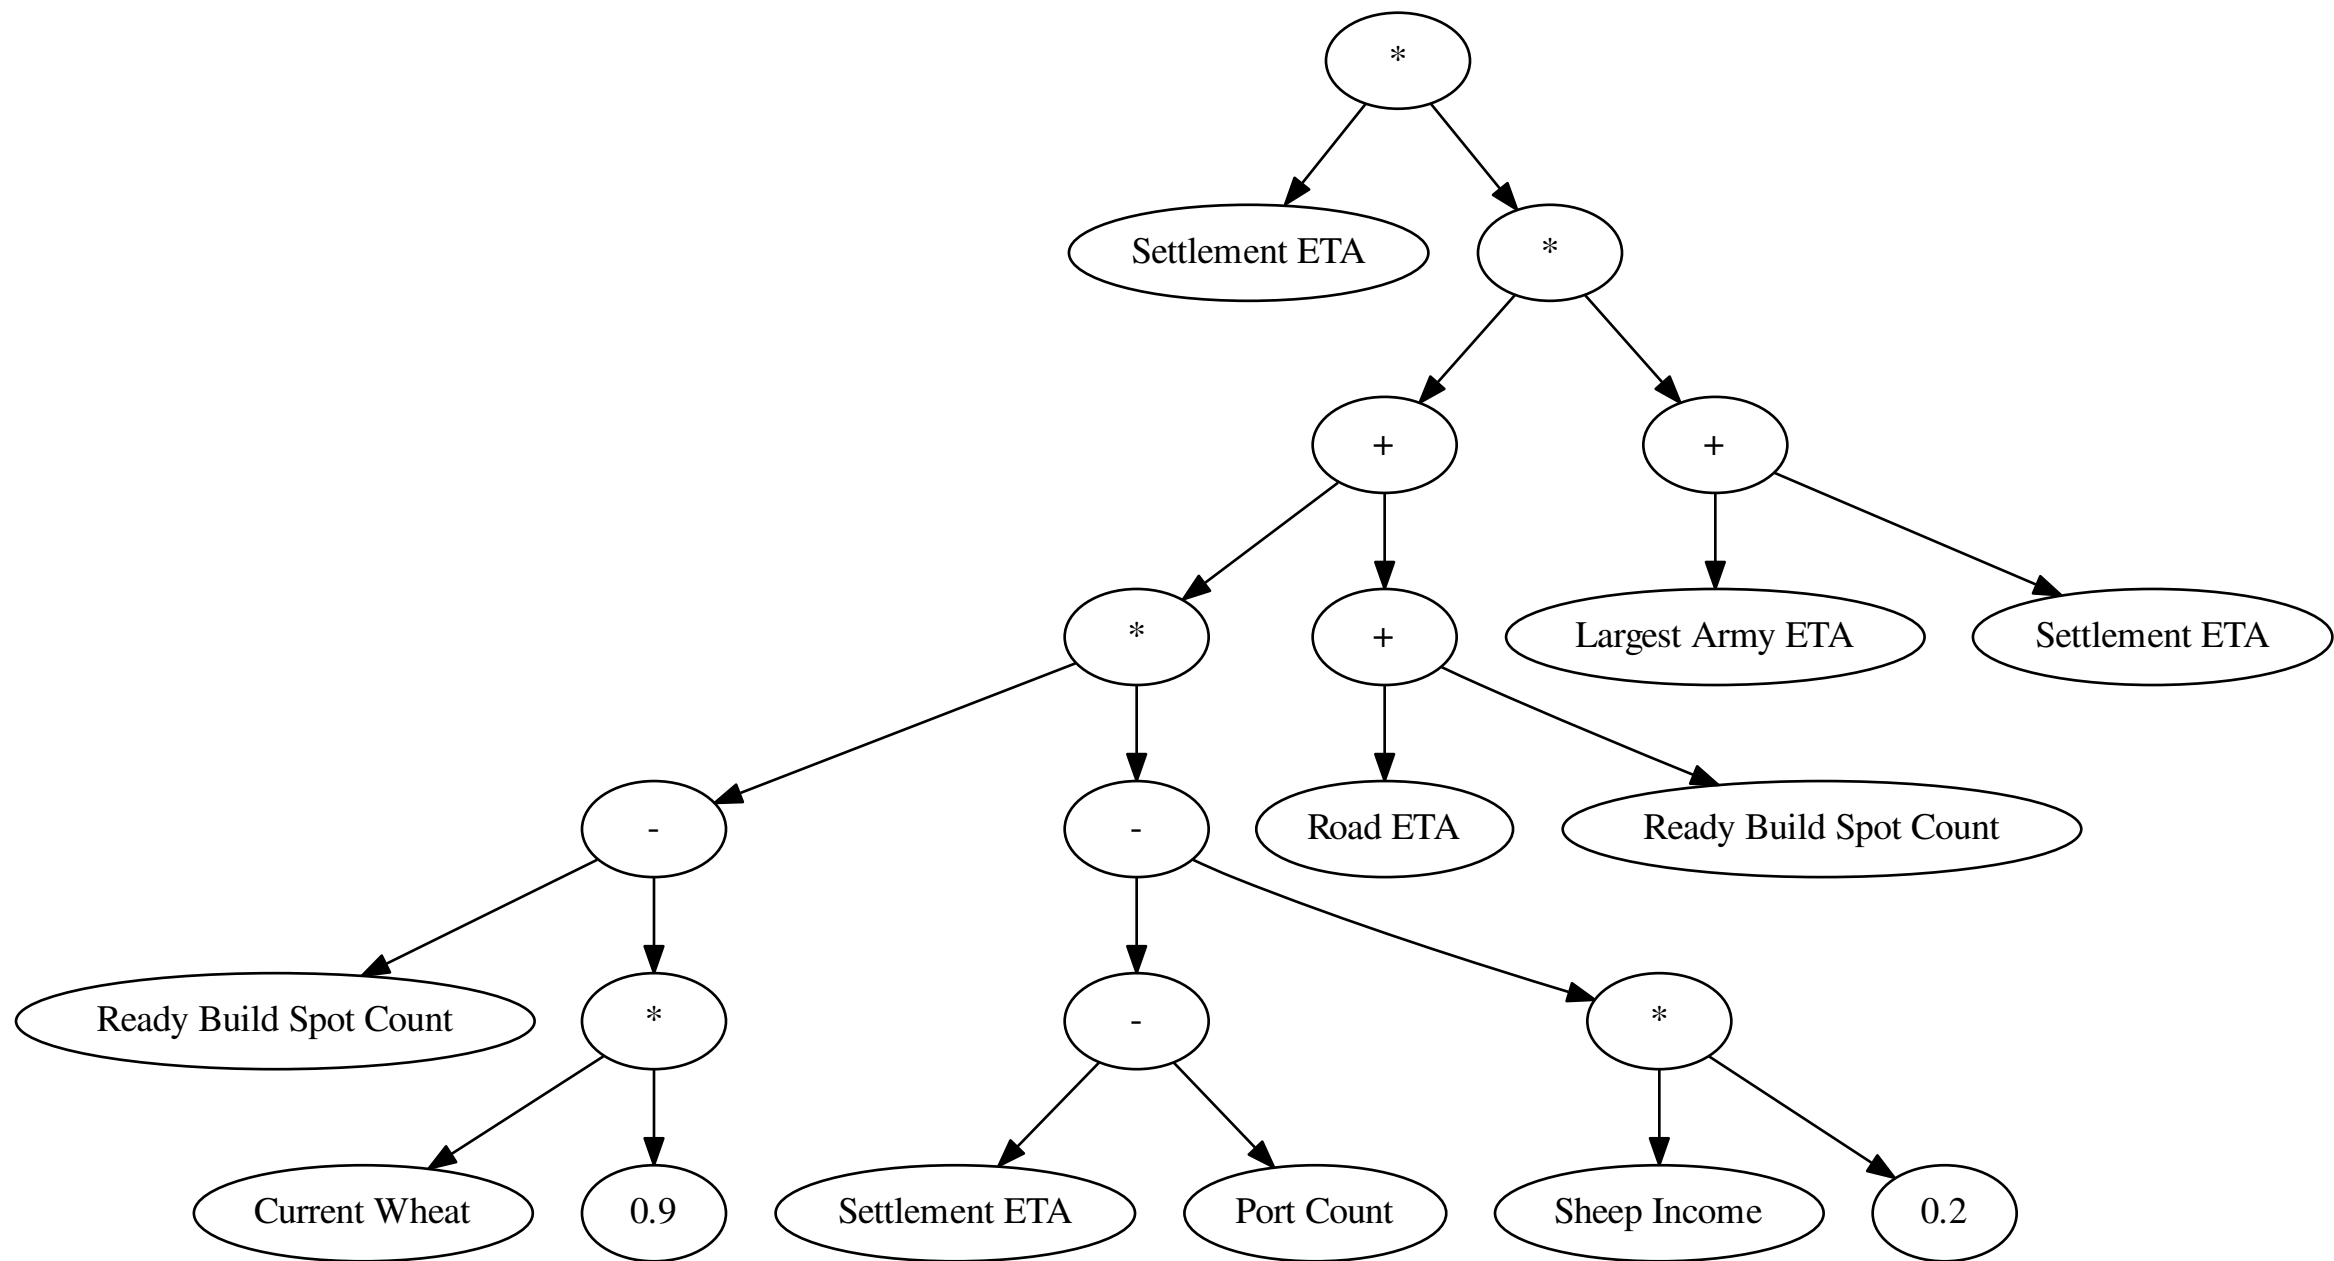 *
Settlement ETA
*
+
+
*
+
Largest Army ETA
Settlement ETA
-
-
Road ETA
Ready Build Spot Count
Ready Build Spot Count
*
-
*
Current Wheat
0.9
Settlement ETA
Port Count
Sheep Income
0.2